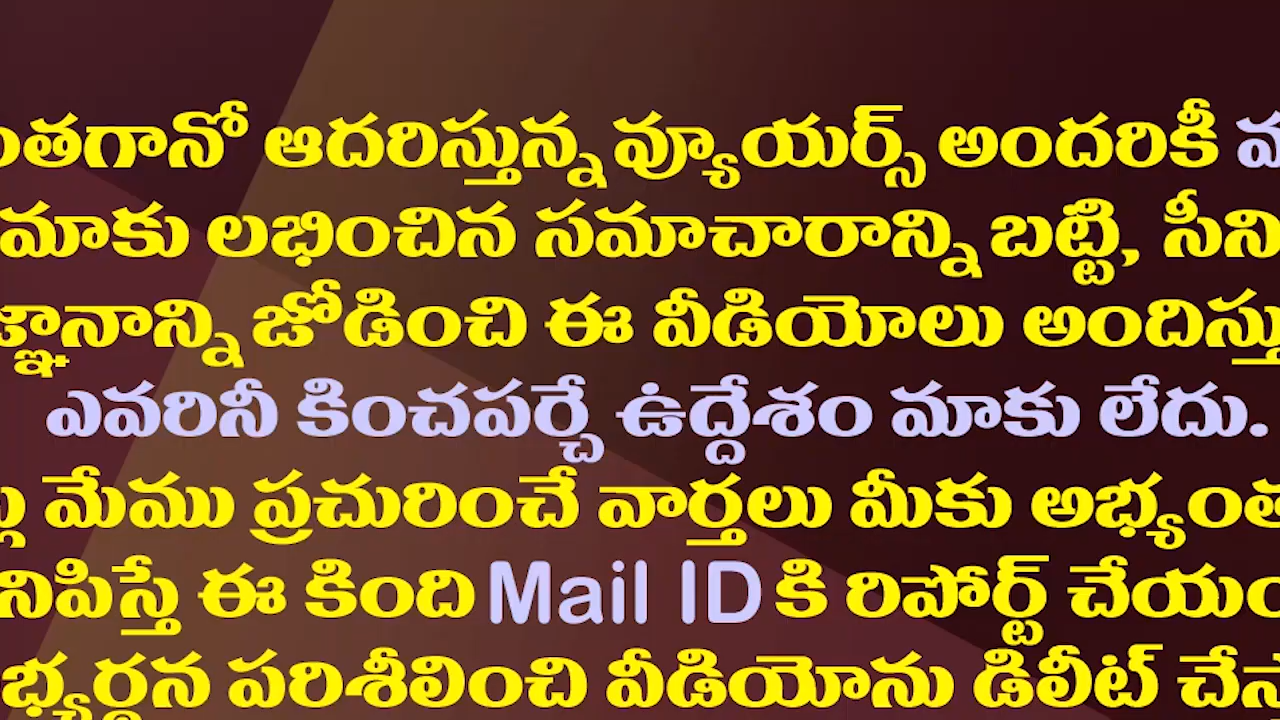 ఆదరిస్తున్న వ్యూయర్స్ అందరికీ
మాకు లభించిన సమాచారాన్ని బట్టి,
జోడించి ఈ వీడియోలు
ఎవరినీ కించపర్చే ఉద్దేశం మాకు లేదు.
మేము ప్రచురించే వార్తలు మీకు
ఈ కింది Mail ID కి రిపోర్ట్
పరిశీలించి వీడియోను డిలీట్